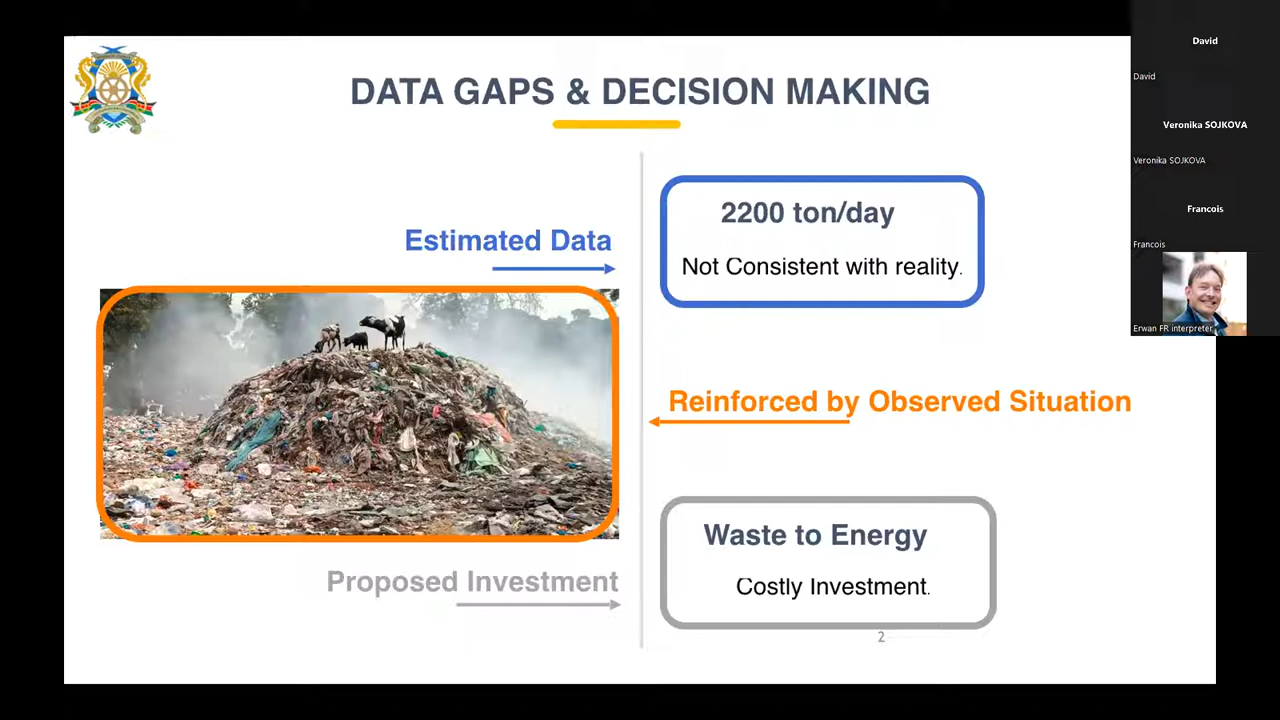 DATA GAPS & DECISION MAKING
Estimated Data
2200 ton/day
Not Consistent with reality.
Reinforced by Observed Situation
Proposed Investment
Waste to Energy
Costly Investment.
2
David
David
Veronika SOJKOVA
Veronika SOJKOVA
Francois
Francois
Erwan FR interpreter